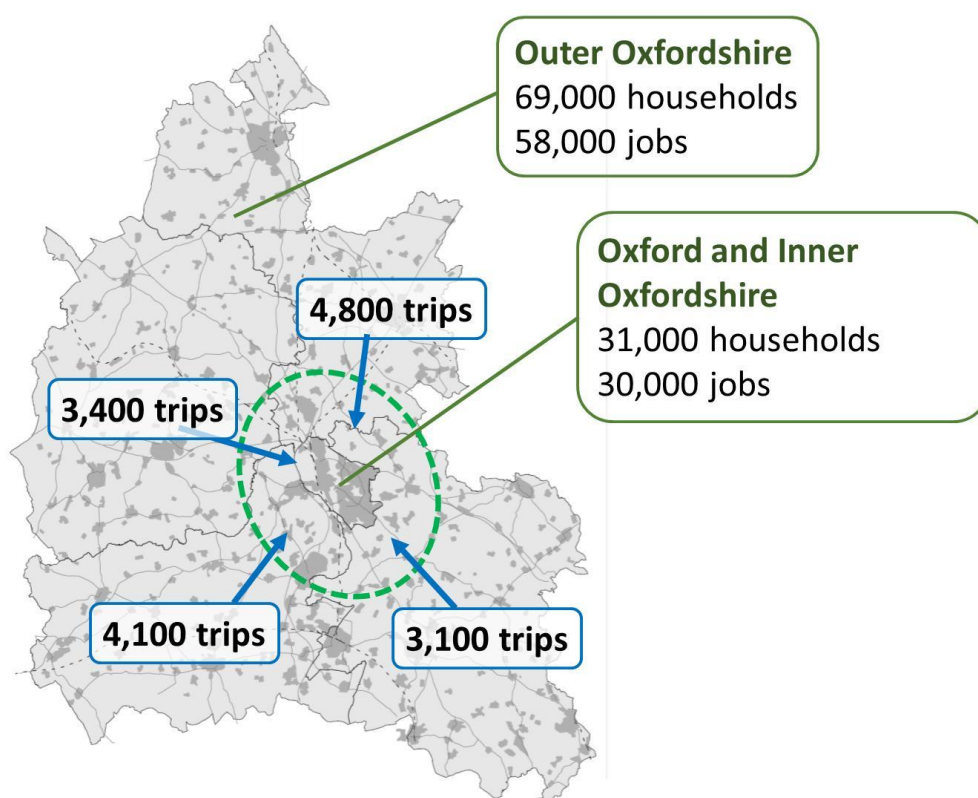 Outer Oxfordshire
69,000 households
58,000 jobs
Oxford and Inner
Oxfordshire
31,000 households
30,000 jobs
4,800 trips
3,400 trips
4,100 trips
3,100 trips